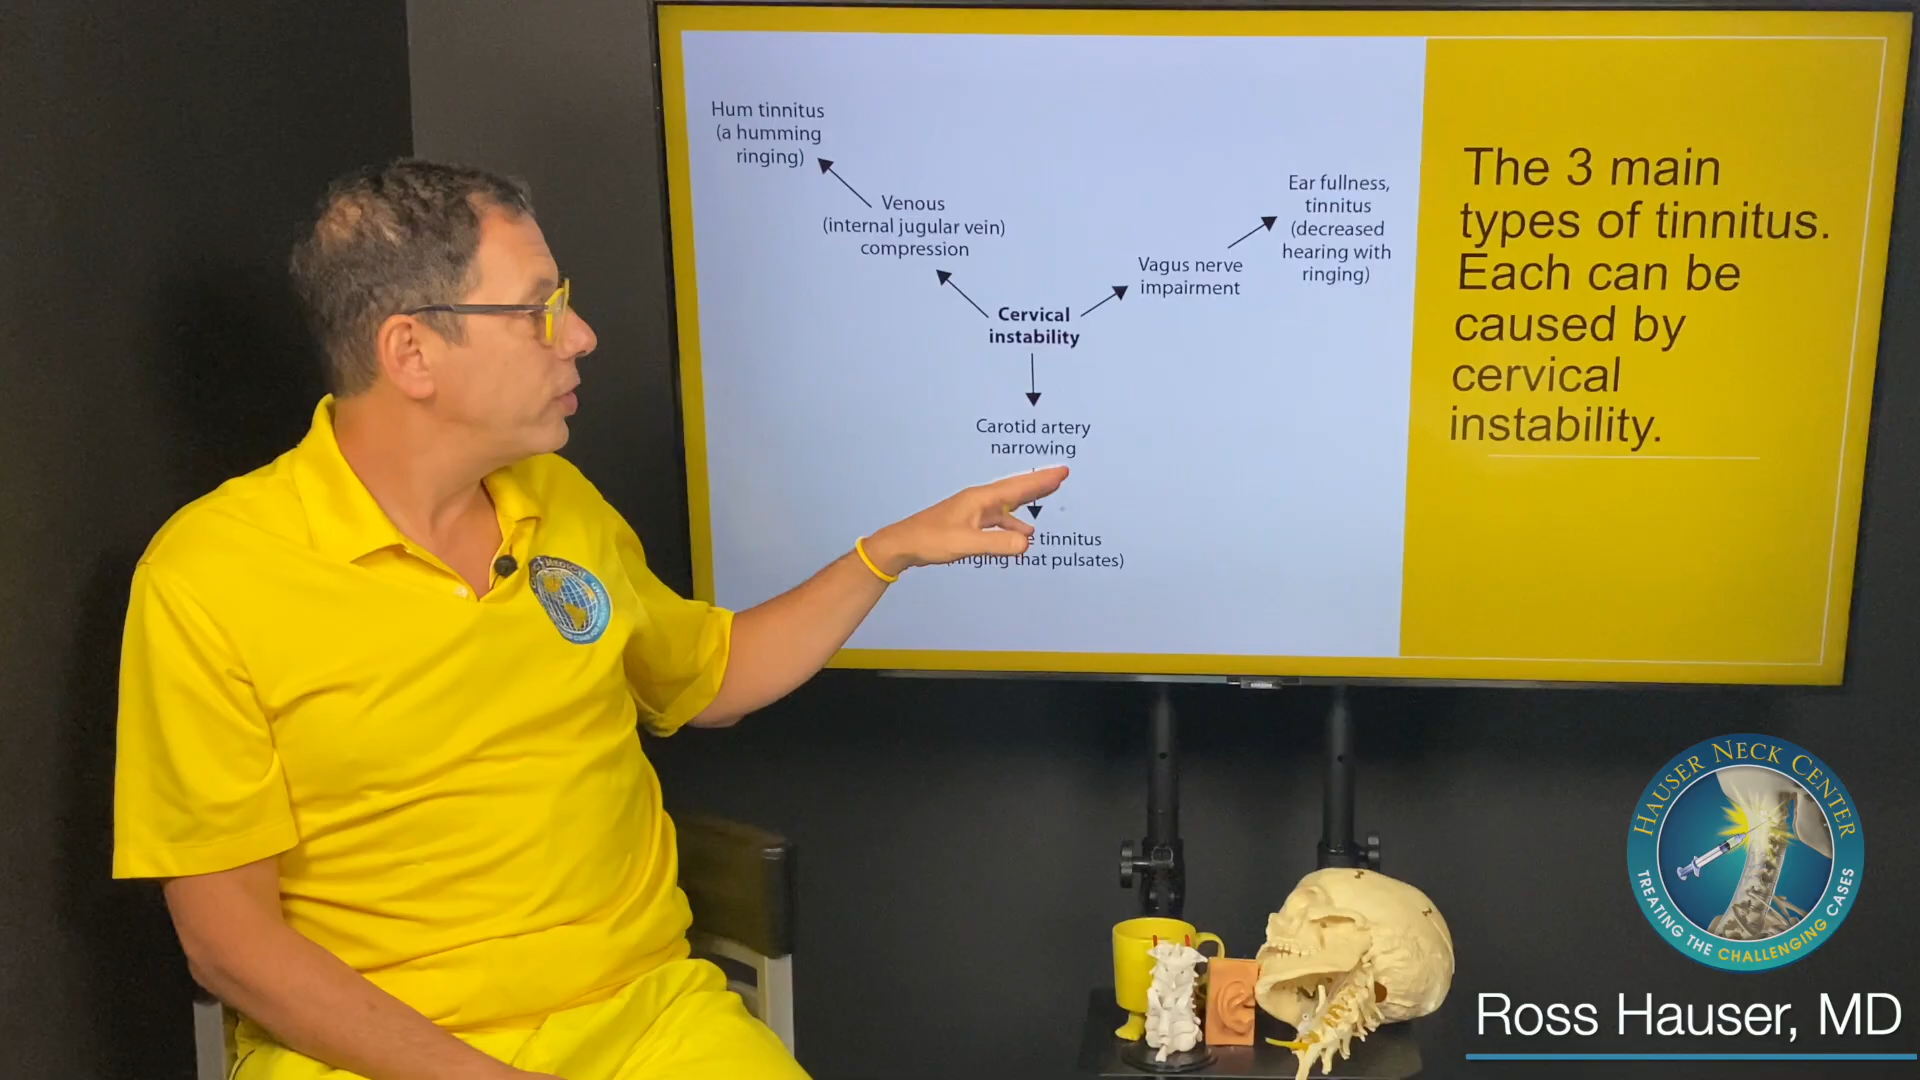 Hum tinnitus
(a humming
ringing)
Venous
(internal jugular vein)
compression
Ear fullness,
tinnitus
(decreased
hearing with
ringing)
Vagus nerve
impairment
Cervical
instability
Carotid artery
narrowing
tinnitus
that pulsates)
The 3 main
types of tinnitus.
Each can be
caused by
cervical
instability.
HAUSER NECK CENTER
TREATING THE CHALLENGING CASES
Ross Hauser, MD